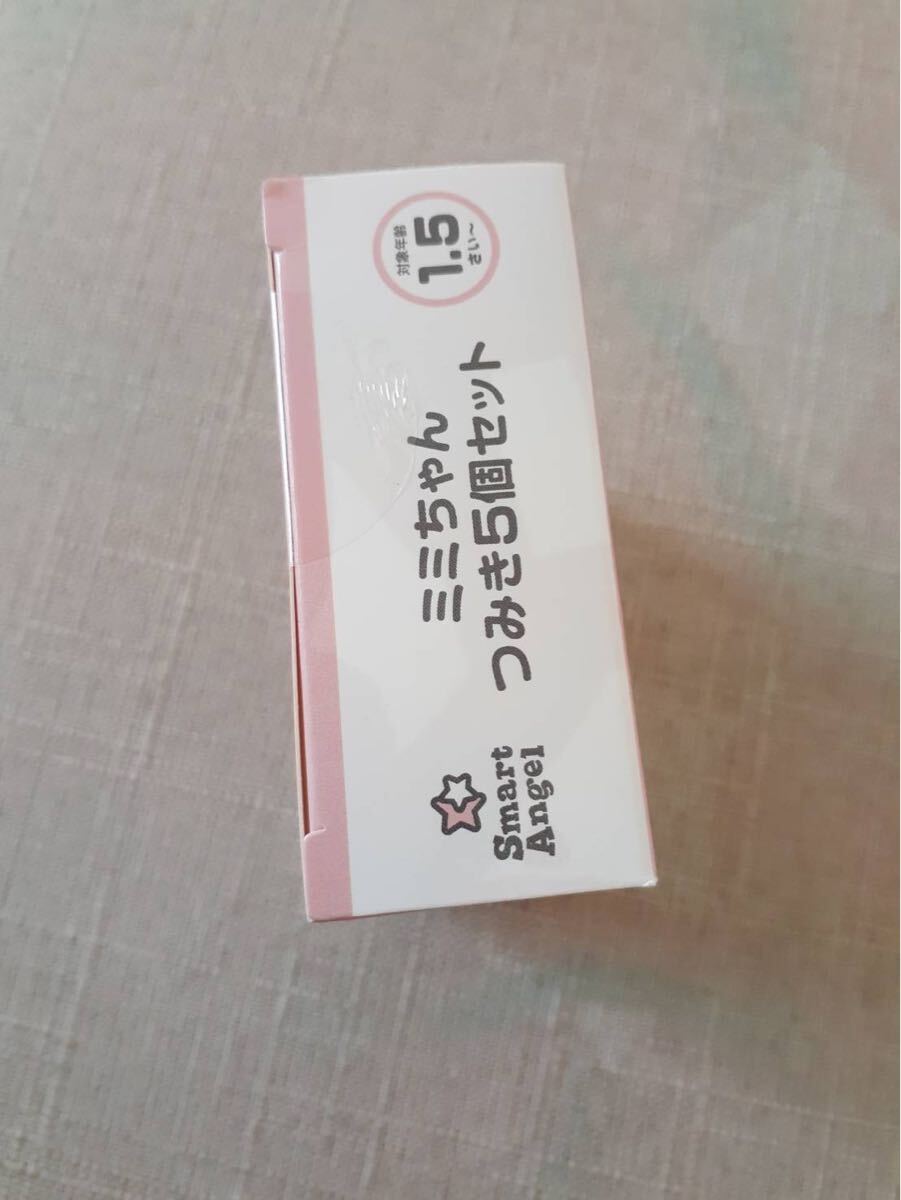 Smart
Angel
ミミちゃん
つみき5個セット
対象年齢
1.5
さい〜